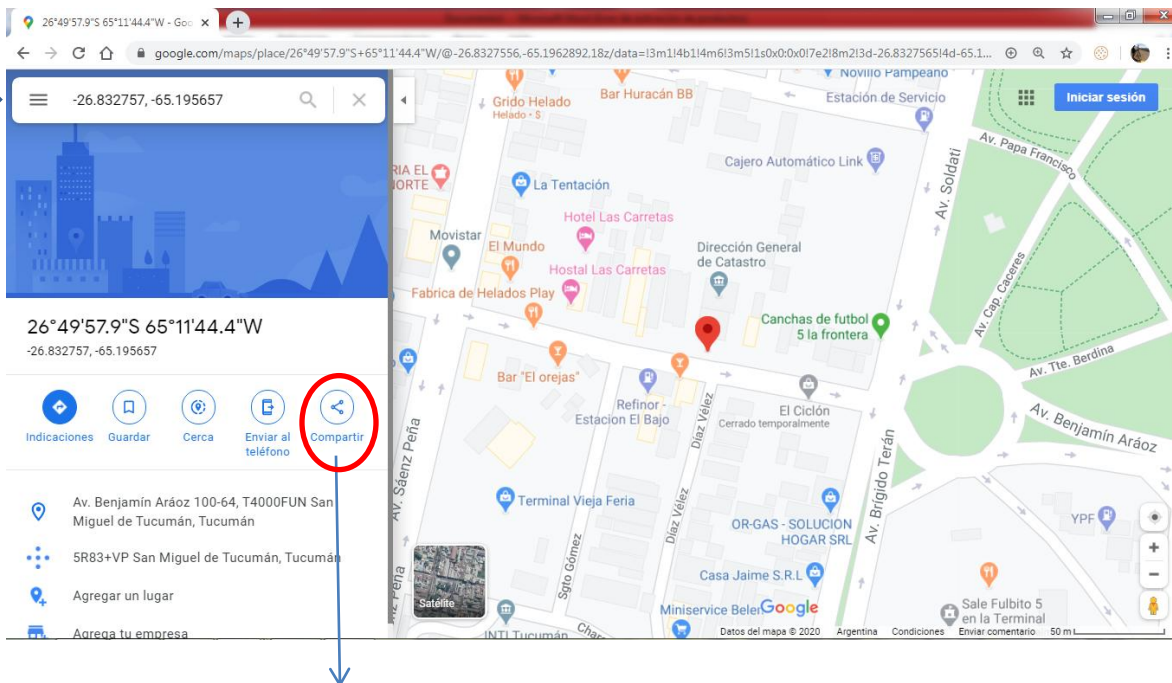 26°49'57.9"S 65°11'44.4"W - Goo
google.com/maps/place/26°49'57.9"S+65°11'44.4"W/@-26.8327556,-65.1962892,18z/data=!3m1!4b1!4m6!3m5!1s0x0:0x0!7e2!8m2!3d-26.8327565!4d-65.1...
-26.832757, -65.195657
Iniciar sesión
26°49'57.9"S 65°11'44.4"W
-26.832757, -65.195657
Indicaciones
Guardar
Cerca
Enviar al
teléfono
Compartir
Av. Benjamín Aráoz 100-64, T4000FUN San
Miguel de Tucumán, Tucumán
5R83+VP San Miguel de Tucumán, Tucumán
Agregar un lugar
Agrega tu empresa
Novillo Pampeano
Grido Helado
Helado · $
Bar Huracán BB
Estación de Servicio
RIA EL
NORTE
La Tentación
Cajero Automático Link
Av. Soldati
Av. Papa Francisco
Hotel Las Carretas
Movistar
El Mundo
Hostal Las Carretas
Dirección General
de Catastro
Av. Cap. Caceres
Fabrica de Helados Play
Canchas de futbol
5 la frontera
Av. Tte. Berdina
Bar "El orejas"
Refinor -
Estacion El Bajo
Díaz Vélez
El Ciclón
Cerrado temporalmente
Av. Benjamín Aráoz
Av. Sáenz Peña
Av. Brígido Terán
Terminal Vieja Feria
Díaz Vélez
OR-GAS - SOLUCION
HOGAR SRL
YPF
Sgto Gómez
Casa Jaime S.R.L
Satélite
Miniservice Belen
Google
Sale Fulbito 5
en la Terminal
INTI Tucumán
Datos del mapa © 2020
Argentina
Condiciones
Enviar comentario
50 m